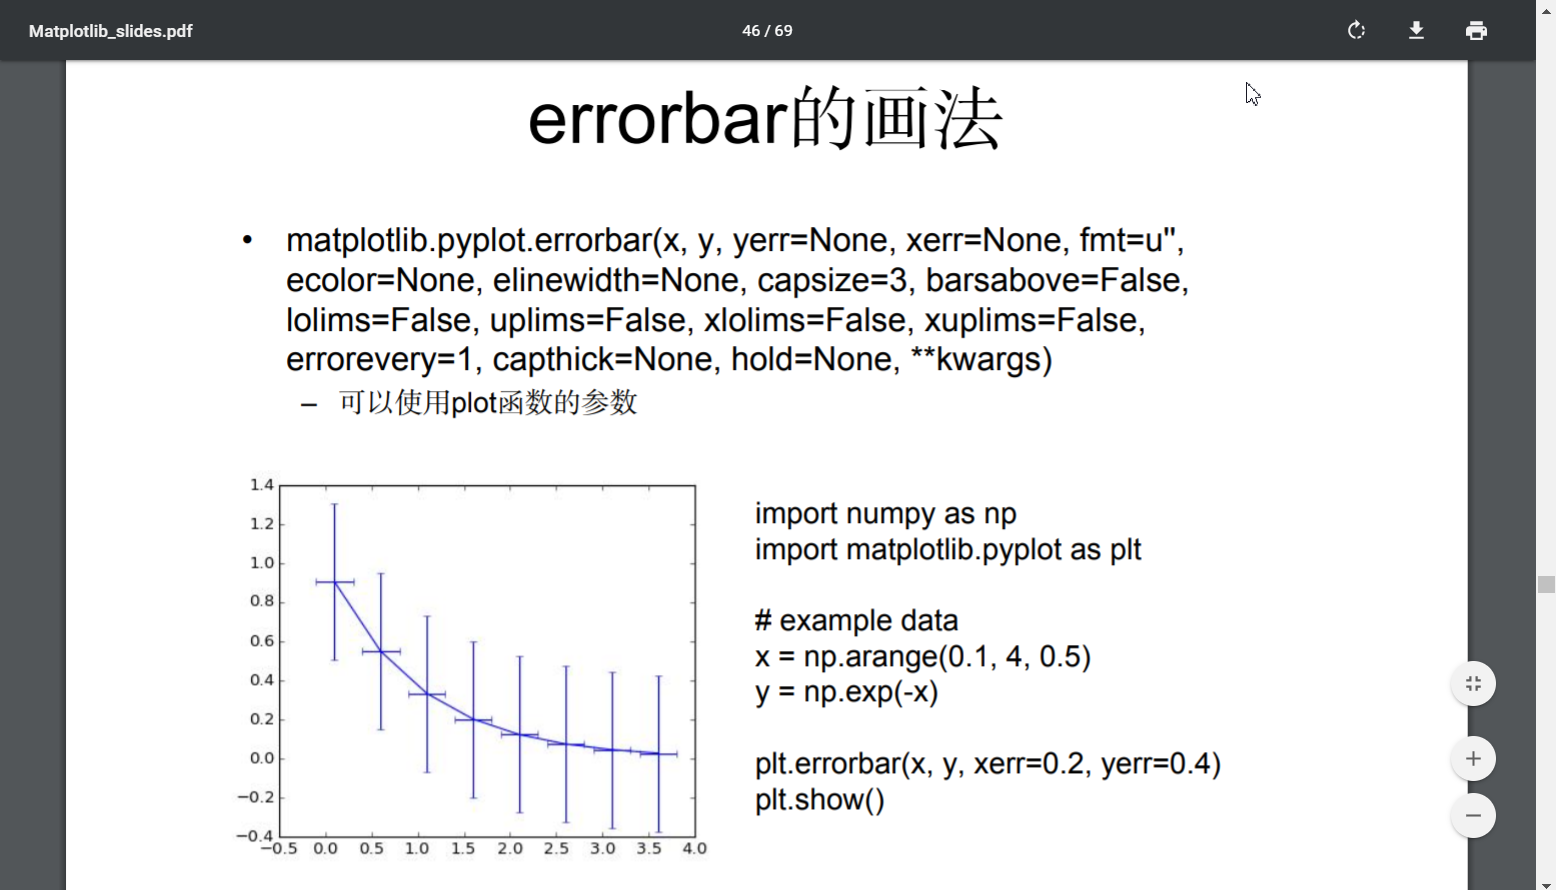 Matplotlib_slides.pdf
46 / 69
errorbar的画法
• matplotlib.pyplot.errorbar(x, y, yerr=None, xerr=None, fmt=u'',
ecolor=None, elinewidth=None, capsize=3, barsabove=False,
lolims=False, uplims=False, xlolims=False, xuplims=False,
errorevery=1, capthick=None, hold=None, **kwargs)
– 可以使用plot函数的参数
1.4
1.2
1.0
0.8
0.6
0.4
0.2
0.0
−0.2
−0.4
−0.5 0.0 0.5 1.0 1.5 2.0 2.5 3.0 3.5 4.0
import numpy as np
import matplotlib.pyplot as plt
# example data
x = np.arange(0.1, 4, 0.5)
y = np.exp(-x)
plt.errorbar(x, y, xerr=0.2, yerr=0.4)
plt.show()